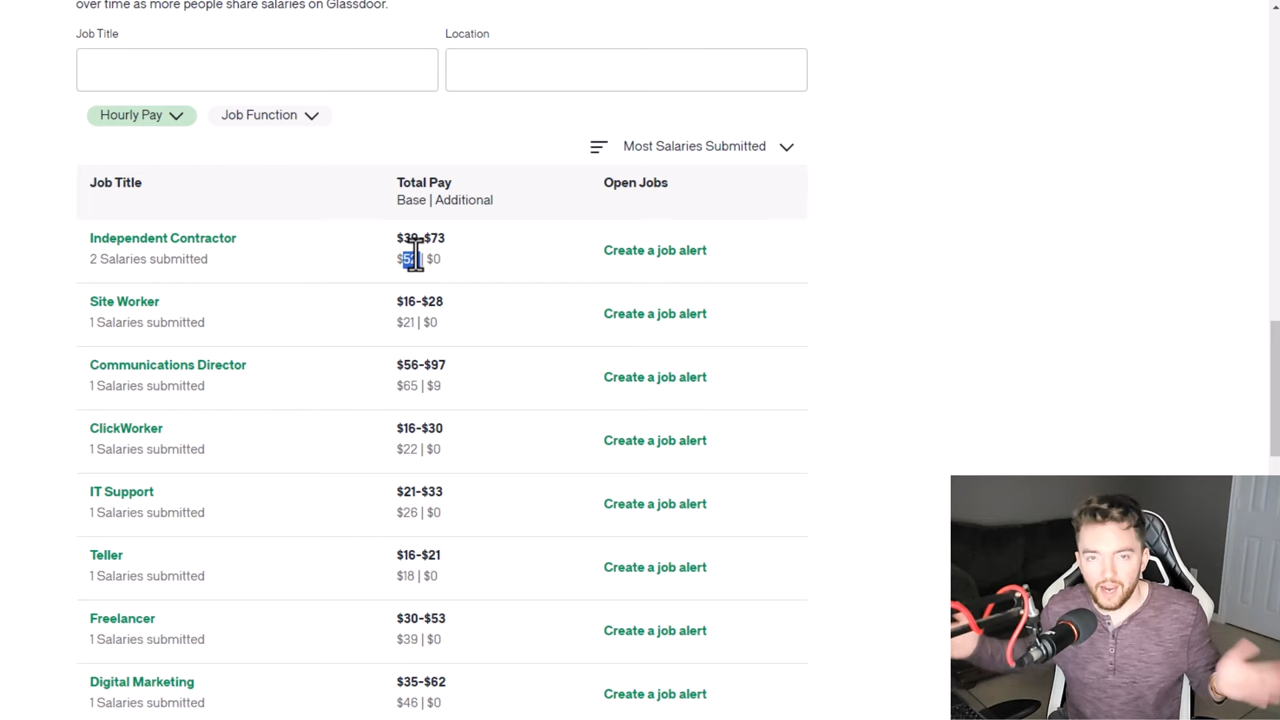 over time as more people share salaries on Glassdoor.
Job Title Location
Hourly Pay Job Function
Most Salaries Submitted
Job Title Total Pay Open Jobs
Base | Additional
Independent Contractor $39-$73 Create a job alert
2 Salaries submitted | $0
Site Worker $16-$28 Create a job alert
1 Salaries submitted $21 | $0
Communications Director $56-$97 Create a job alert
1 Salaries submitted $65 | $9
ClickWorker $16-$30 Create a job alert
1 Salaries submitted $22 | $0
IT Support $21-$33 Create a job alert
1 Salaries submitted $26 | $0
Teller $16-$21 Create a job alert
1 Salaries submitted $18 | $0
Freelancer $30-$53 Create a job alert
1 Salaries submitted $39 | $0
Digital Marketing $35-$62 Create a job alert
1 Salaries submitted $46 | $0